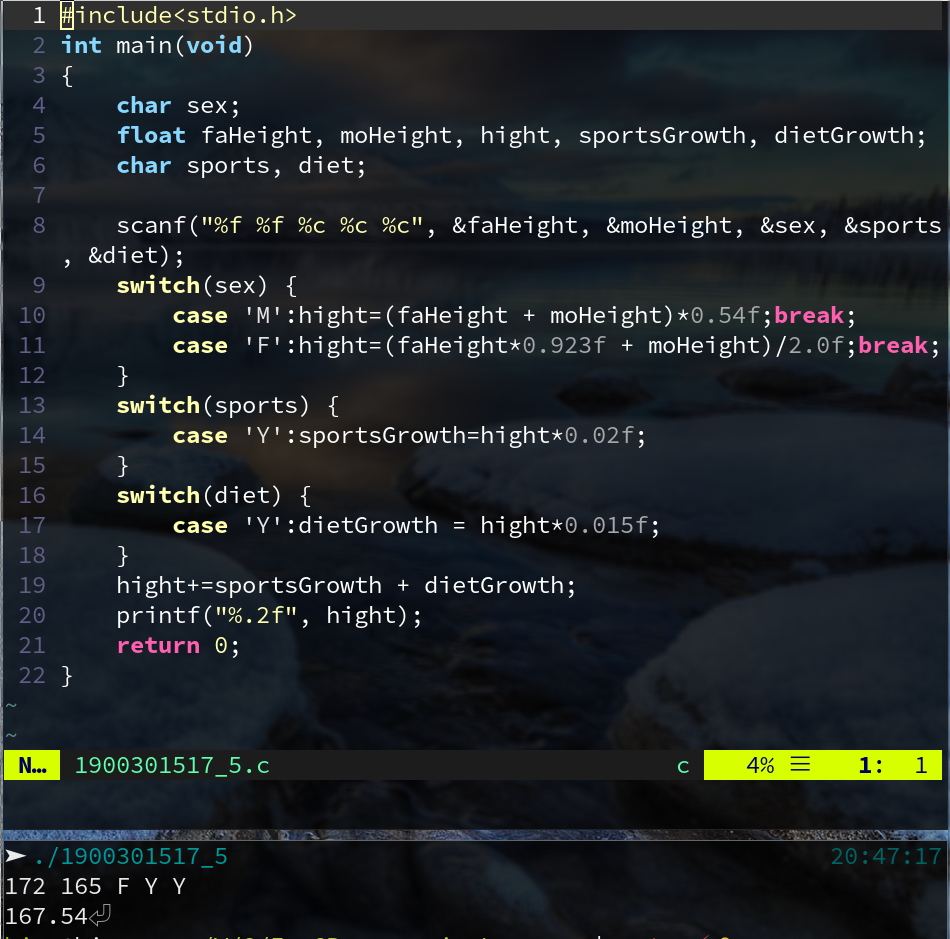 1 #include<stdio.h>
2 int main(void)
3 {
4     char sex;
5     float faHeight, moHeight, hight, sportsGrowth, dietGrowth;
6     char sports, diet;
7
8     scanf("%f %f %c %c %c", &faHeight, &moHeight, &sex, &sports
, &diet);
9     switch(sex) {
10         case 'M':hight=(faHeight + moHeight)*0.54f;break;
11         case 'F':hight=(faHeight*0.923f + moHeight)/2.0f;break;
12     }
13     switch(sports) {
14         case 'Y':sportsGrowth=hight*0.02f;
15     }
16     switch(diet) {
17         case 'Y':dietGrowth = hight*0.015f;
18     }
19     hight+=sportsGrowth + dietGrowth;
20     printf("%.2f", hight);
21     return 0;
22 }
~
~
N… 1900301517_5.c c 4% ☰ 1: 1
➤ ./1900301517_5 20:47:17
172 165 F Y Y
167.54⏎